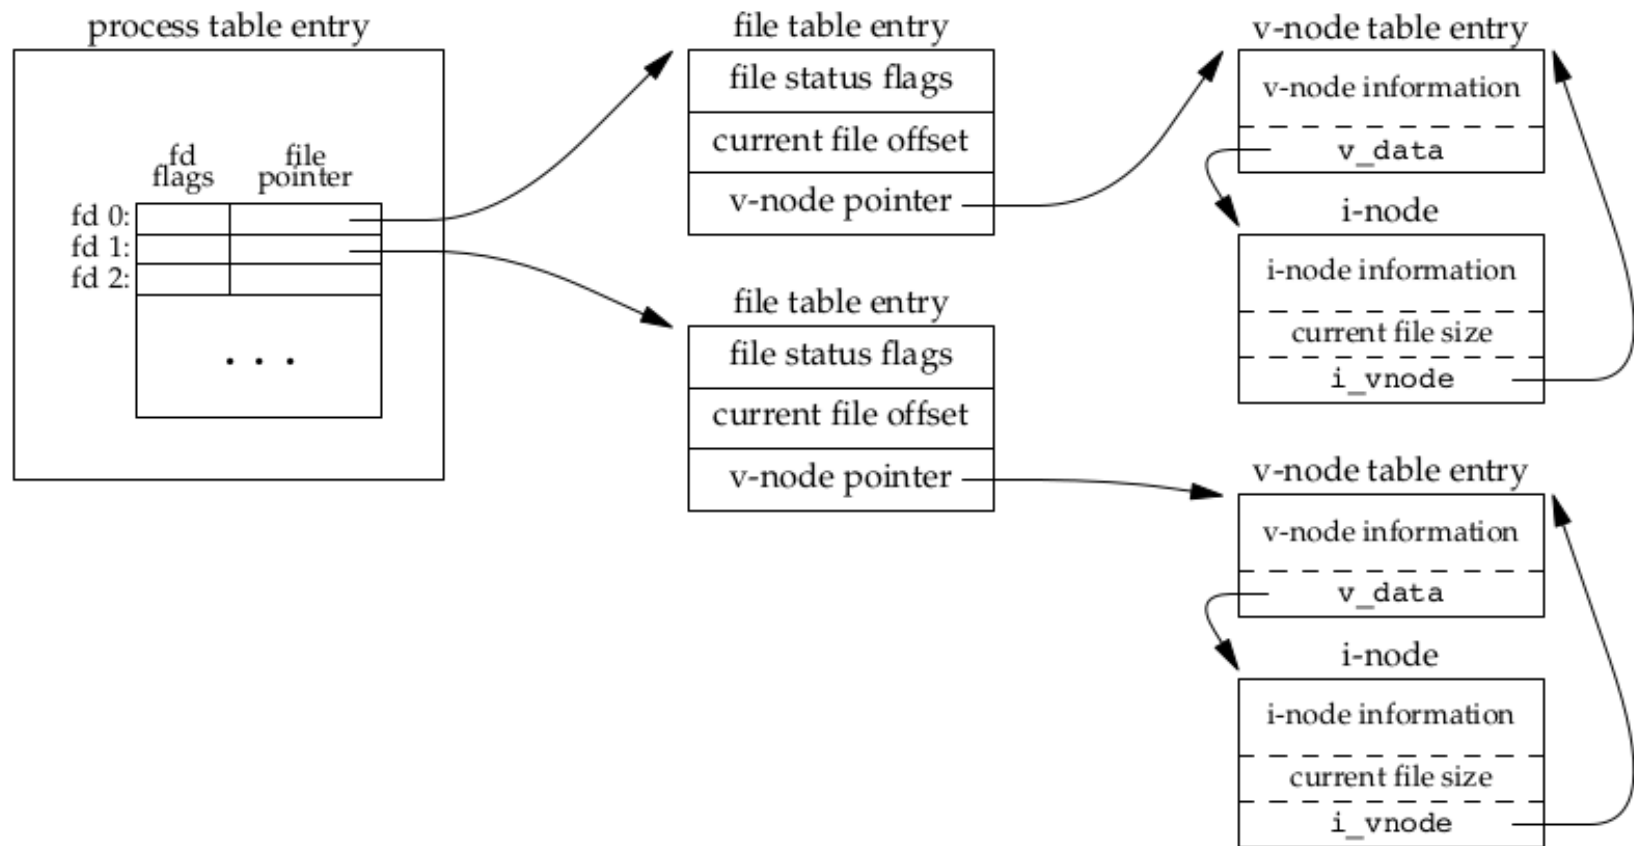 process table entry
fd
flags
file
pointer
fd 0:
fd 1:
fd 2:
. . .
file table entry
file status flags
current file offset
v-node pointer
file table entry
file status flags
current file offset
v-node pointer
v-node table entry
v-node information
v_data
i-node
i-node information
current file size
i_vnode
v-node table entry
v-node information
v_data
i-node
i-node information
current file size
i_vnode